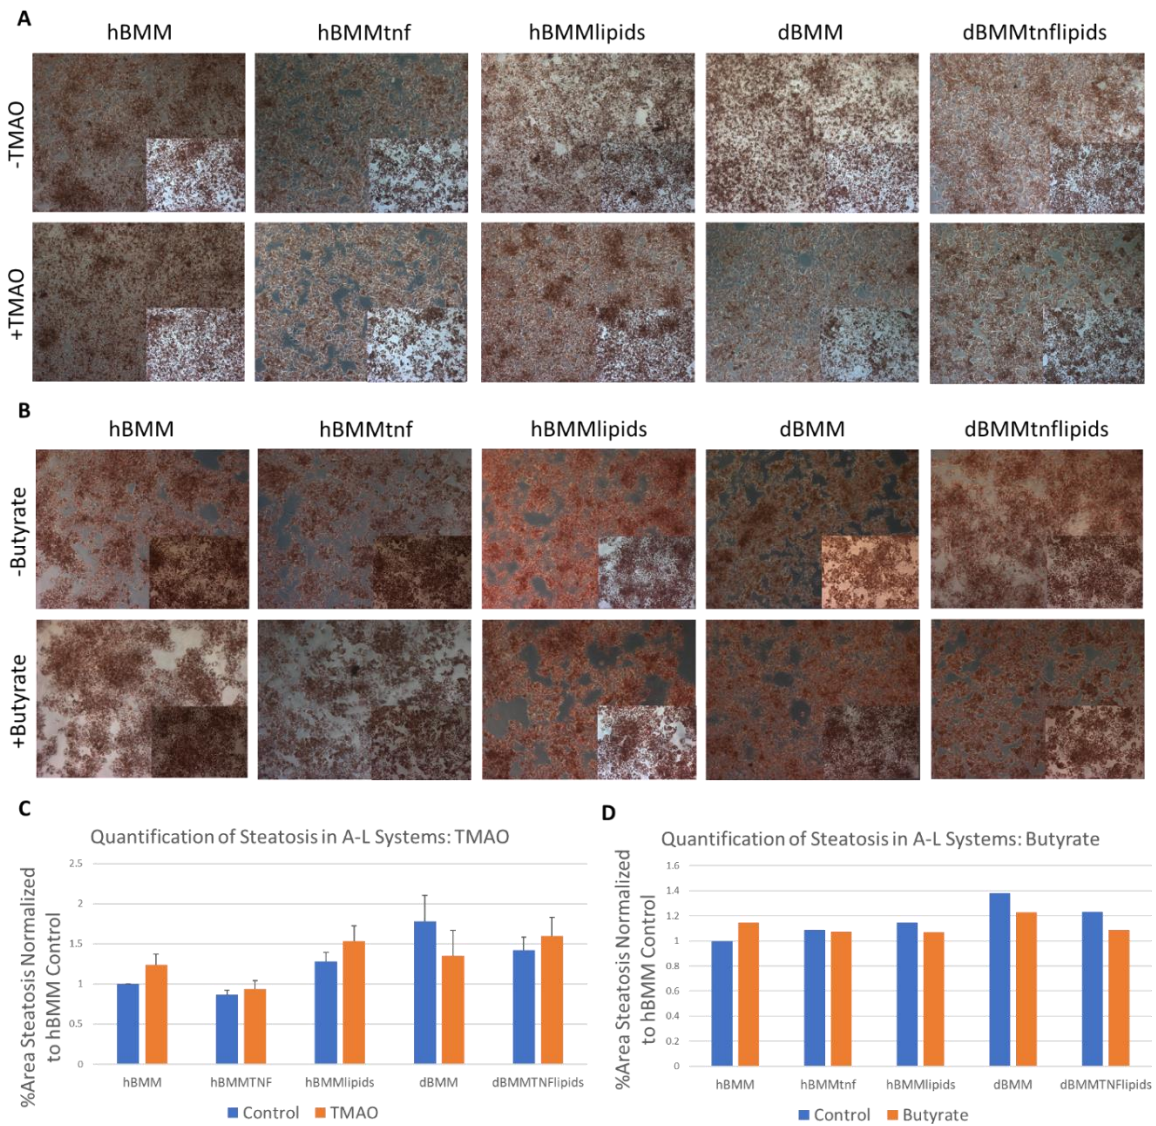 A
hBMM hBMMtnf hBMMlipids dBMM dBMMtnflipids
-TMAO
+TMAO
B
hBMM hBMMtnf hBMMlipids dBMM dBMMtnflipids
-Butyrate
+Butyrate
C
Quantification of Steatosis in A-L Systems: TMAO
%Area Steatosis Normalized
to hBMM Control
2.5
2
1.5
1
0.5
0
hBMM hBMMTNF hBMMlipids dBMM dBMMTNFlipids
Control TMAO
D
Quantification of Steatosis in A-L Systems: Butyrate
%Area Steatosis Normalized
to hBMM Control
1.6
1.4
1.2
1
0.8
0.6
0.4
0.2
0
hBMM hBMMtnf hBMMlipids dBMM dBMMTNFlipids
Control Butyrate